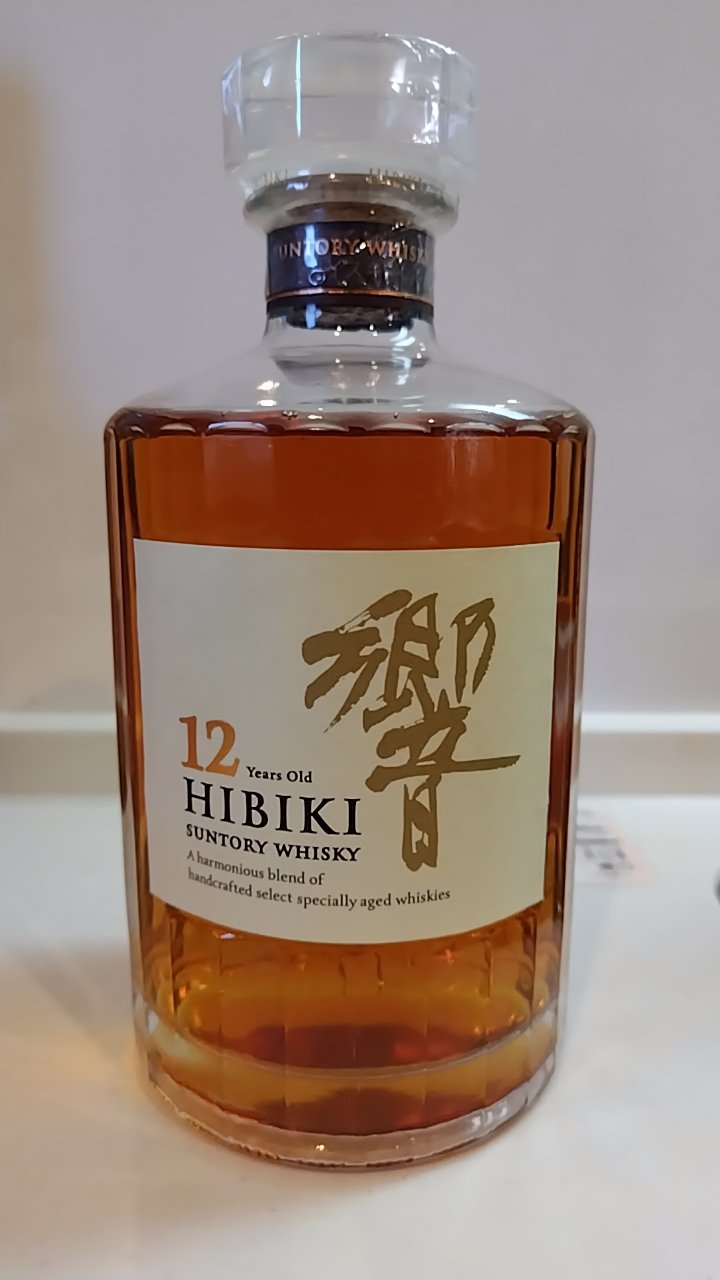 SUNTORY WHISKY
響
12 Years Old
HIBIKI
SUNTORY WHISKY
A harmonious blend of
handcrafted select specially aged whiskies